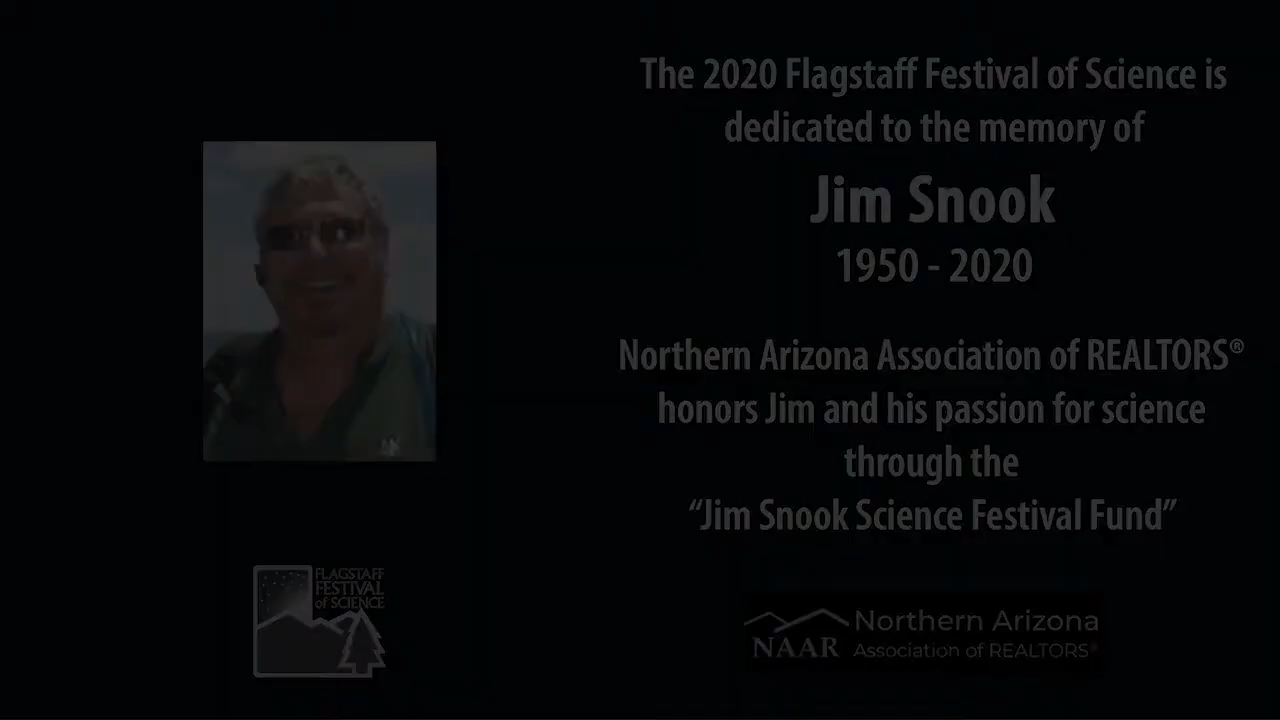 The 2020 Flagstaff Festival of Science is
dedicated to the memory of
Jim Snook
1950 - 2020
Northern Arizona Association of REALTORS®
honors Jim and his passion for science
through the
“Jim Snook Science Festival Fund”
FLAGSTAFF
FESTIVAL
of SCIENCE
NAAR
Northern Arizona
Association of REALTORS®